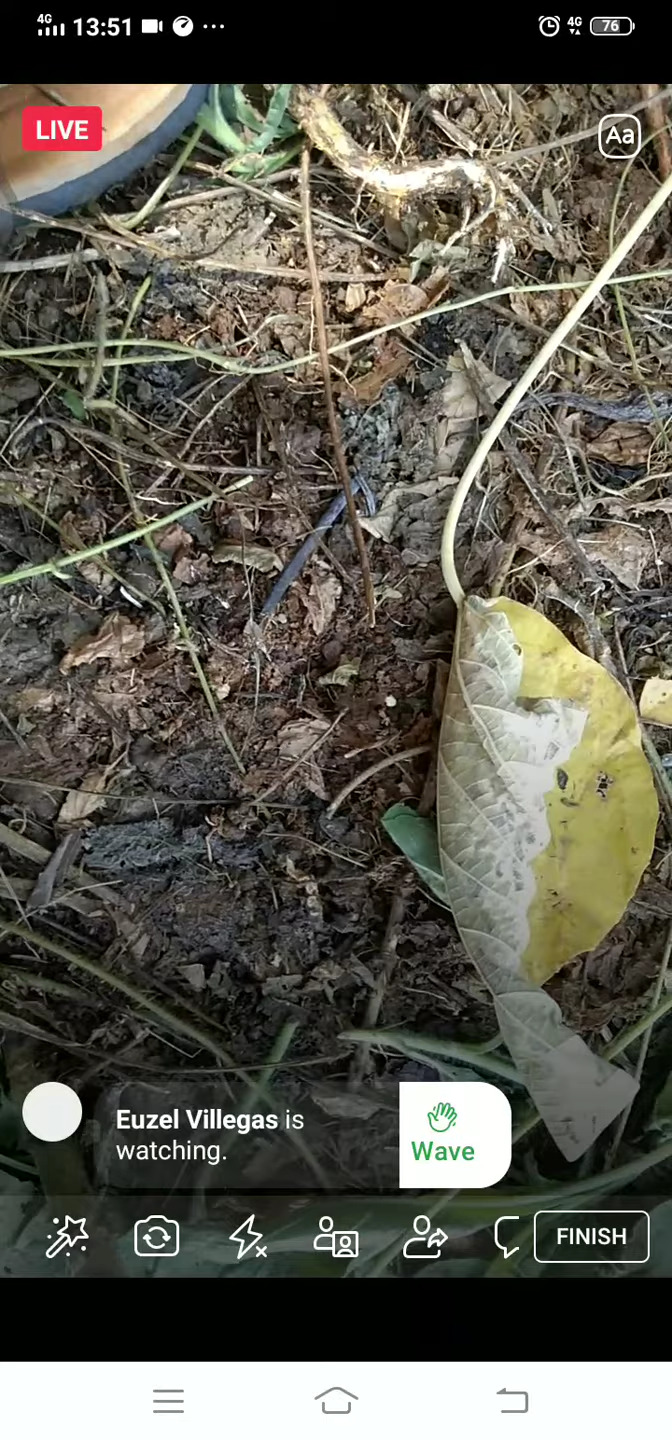 4G 13:51 ... 4G 76
LIVE
Aa
Euzel Villegas is
watching.
Wave
FINISH